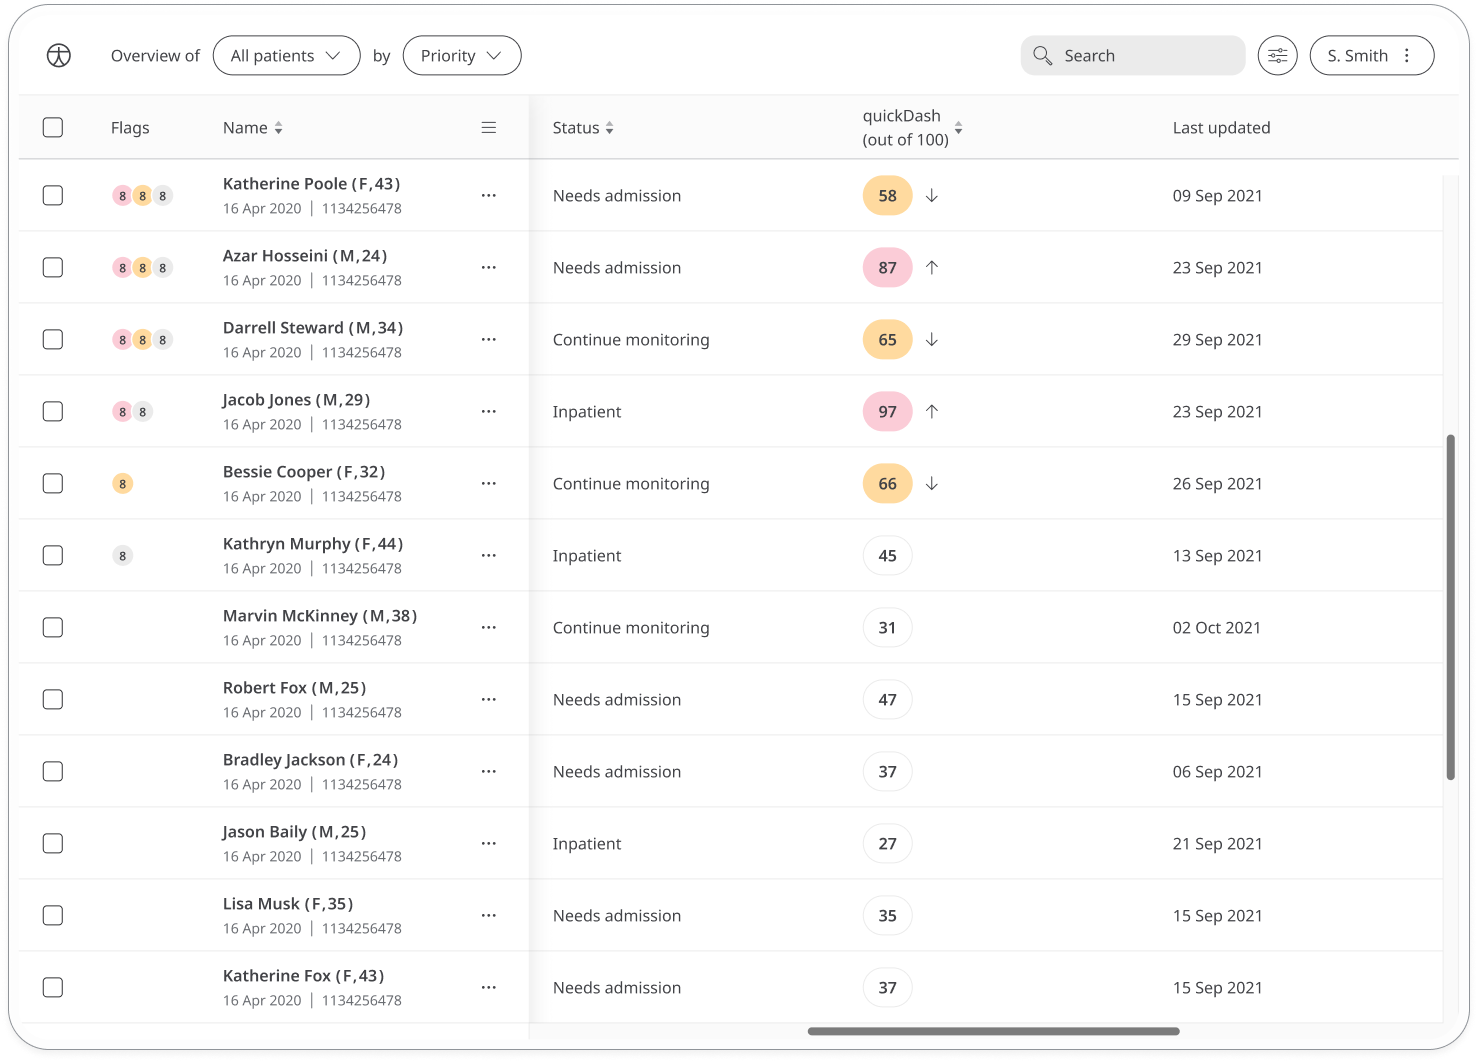 Overview of All patients by Priority Search S. Smith
Flags Name Status quickDash (out of 100) Last updated
8 8 8 Katherine Poole (F,43) Needs admission 58 09 Sep 2021
16 Apr 2020 | 1134256478
8 8 8 Azar Hosseini (M,24) Needs admission 87 23 Sep 2021
16 Apr 2020 | 1134256478
8 8 8 Darrell Steward (M,34) Continue monitoring 65 29 Sep 2021
16 Apr 2020 | 1134256478
8 8 Jacob Jones (M,29) Inpatient 97 23 Sep 2021
16 Apr 2020 | 1134256478
8 Bessie Cooper (F,32) Continue monitoring 66 26 Sep 2021
16 Apr 2020 | 1134256478
8 Kathryn Murphy (F,44) Inpatient 45 13 Sep 2021
16 Apr 2020 | 1134256478
Marvin McKinney (M,38) Continue monitoring 31 02 Oct 2021
16 Apr 2020 | 1134256478
Robert Fox (M,25) Needs admission 47 15 Sep 2021
16 Apr 2020 | 1134256478
Bradley Jackson (F,24) Needs admission 37 06 Sep 2021
16 Apr 2020 | 1134256478
Jason Baily (M,25) Inpatient 27 21 Sep 2021
16 Apr 2020 | 1134256478
Lisa Musk (F,35) Needs admission 35 15 Sep 2021
16 Apr 2020 | 1134256478
Katherine Fox (F,43) Needs admission 37 15 Sep 2021
16 Apr 2020 | 1134256478